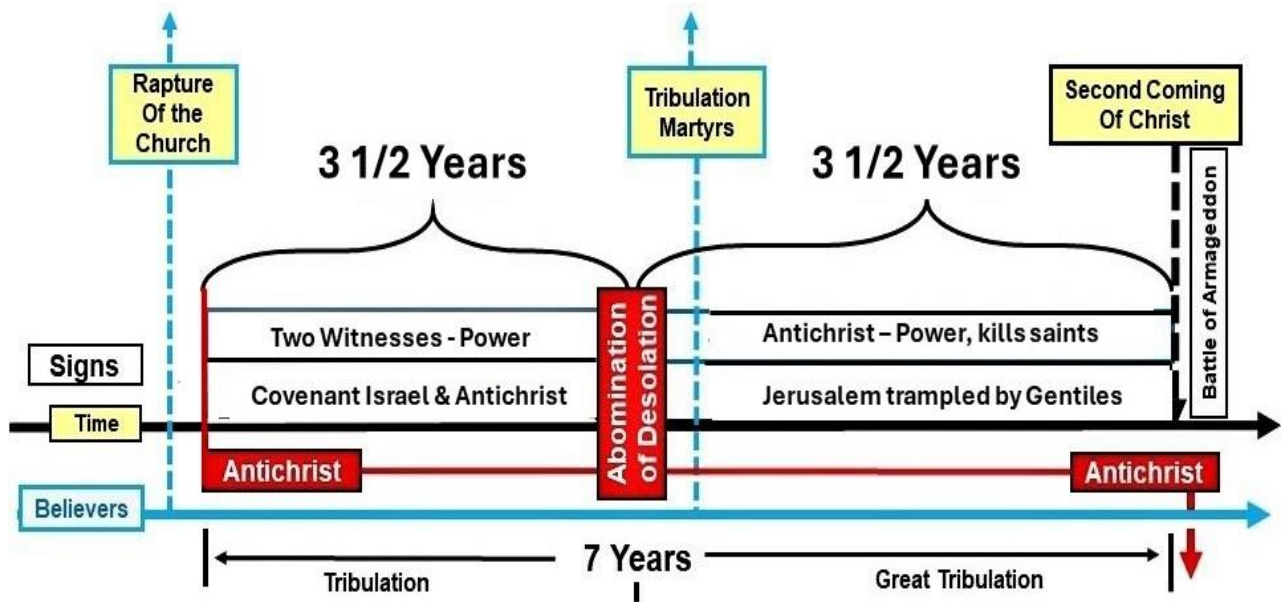 Rapture
Of the
Church
Tribulation
Martyrs
Second Coming
Of Christ
3 1/2 Years
3 1/2 Years
Battle of Armageddon
Two Witnesses - Power
Antichrist – Power, kills saints
Abomination
of Desolation
Signs
Covenant Israel & Antichrist
Jerusalem trampled by Gentiles
Time
Antichrist
Antichrist
Believers
7 Years
Tribulation
Great Tribulation